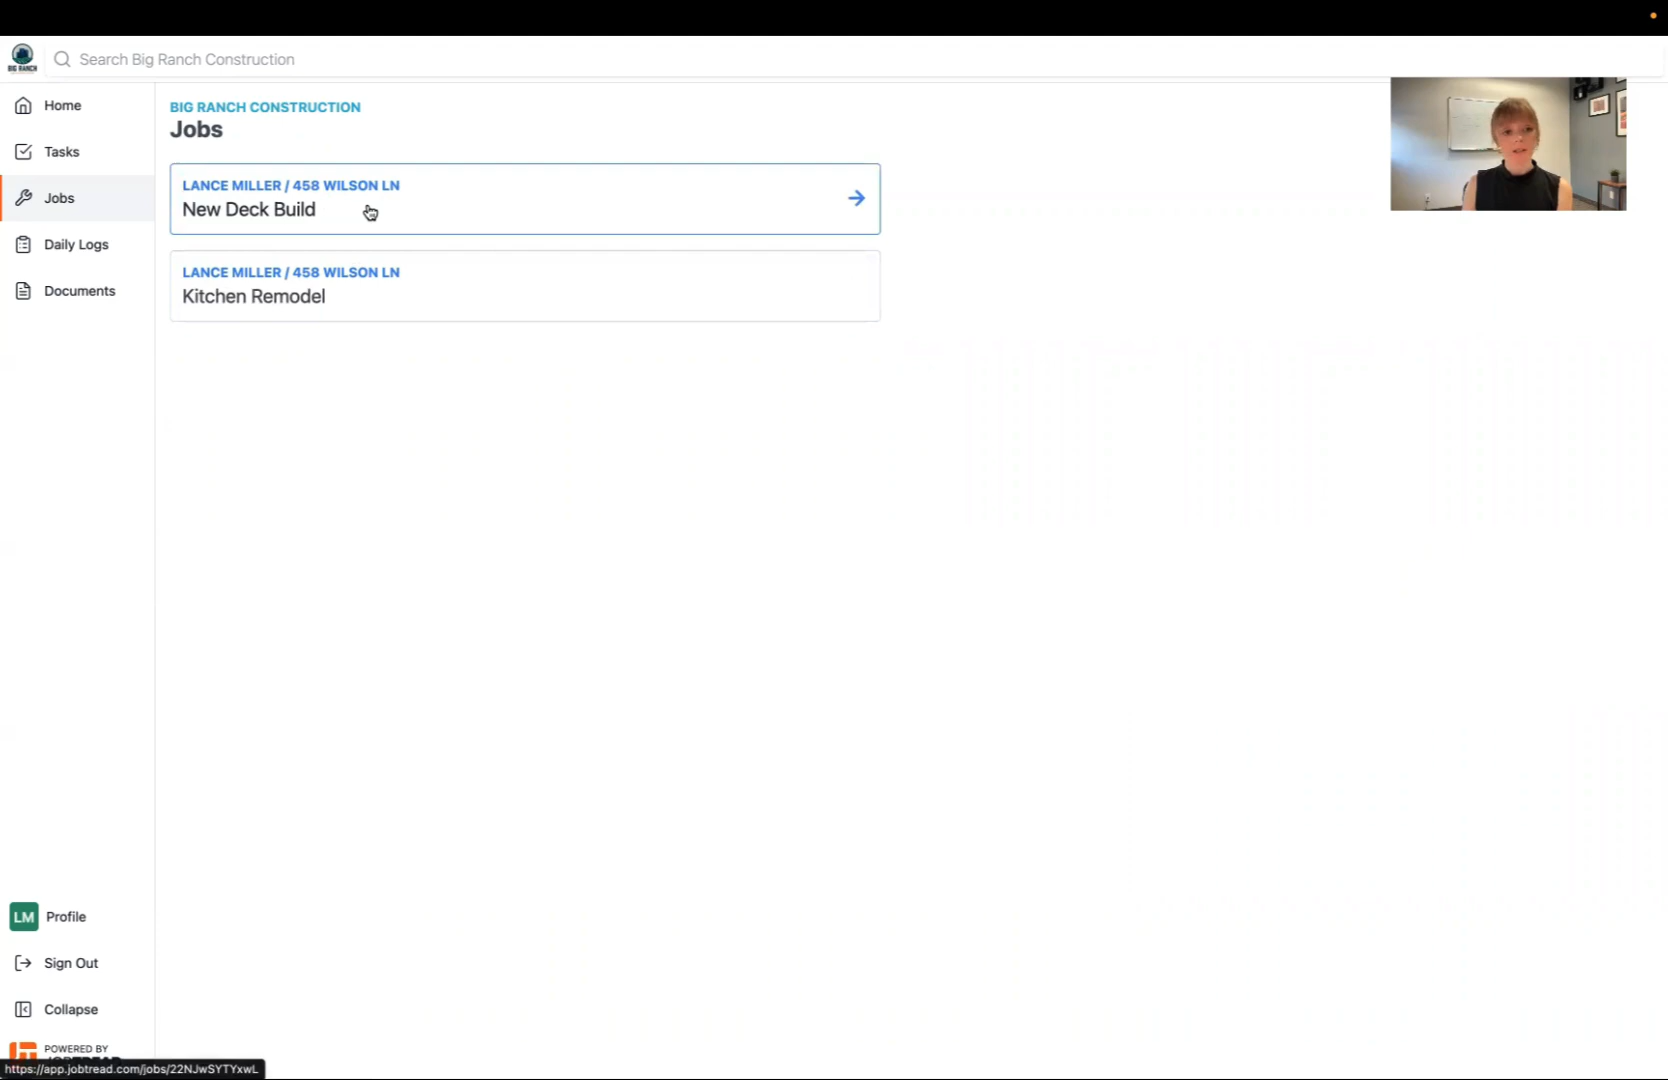 BIG RANCH
Search Big Ranch Construction
Home
Tasks
Jobs
Daily Logs
Documents
BIG RANCH CONSTRUCTION
Jobs
LANCE MILLER / 458 WILSON LN
New Deck Build
LANCE MILLER / 458 WILSON LN
Kitchen Remodel
LM Profile
Sign Out
Collapse
POWERED BY
https://app.jobtread.com/jobs/22NJwSYTYxwL